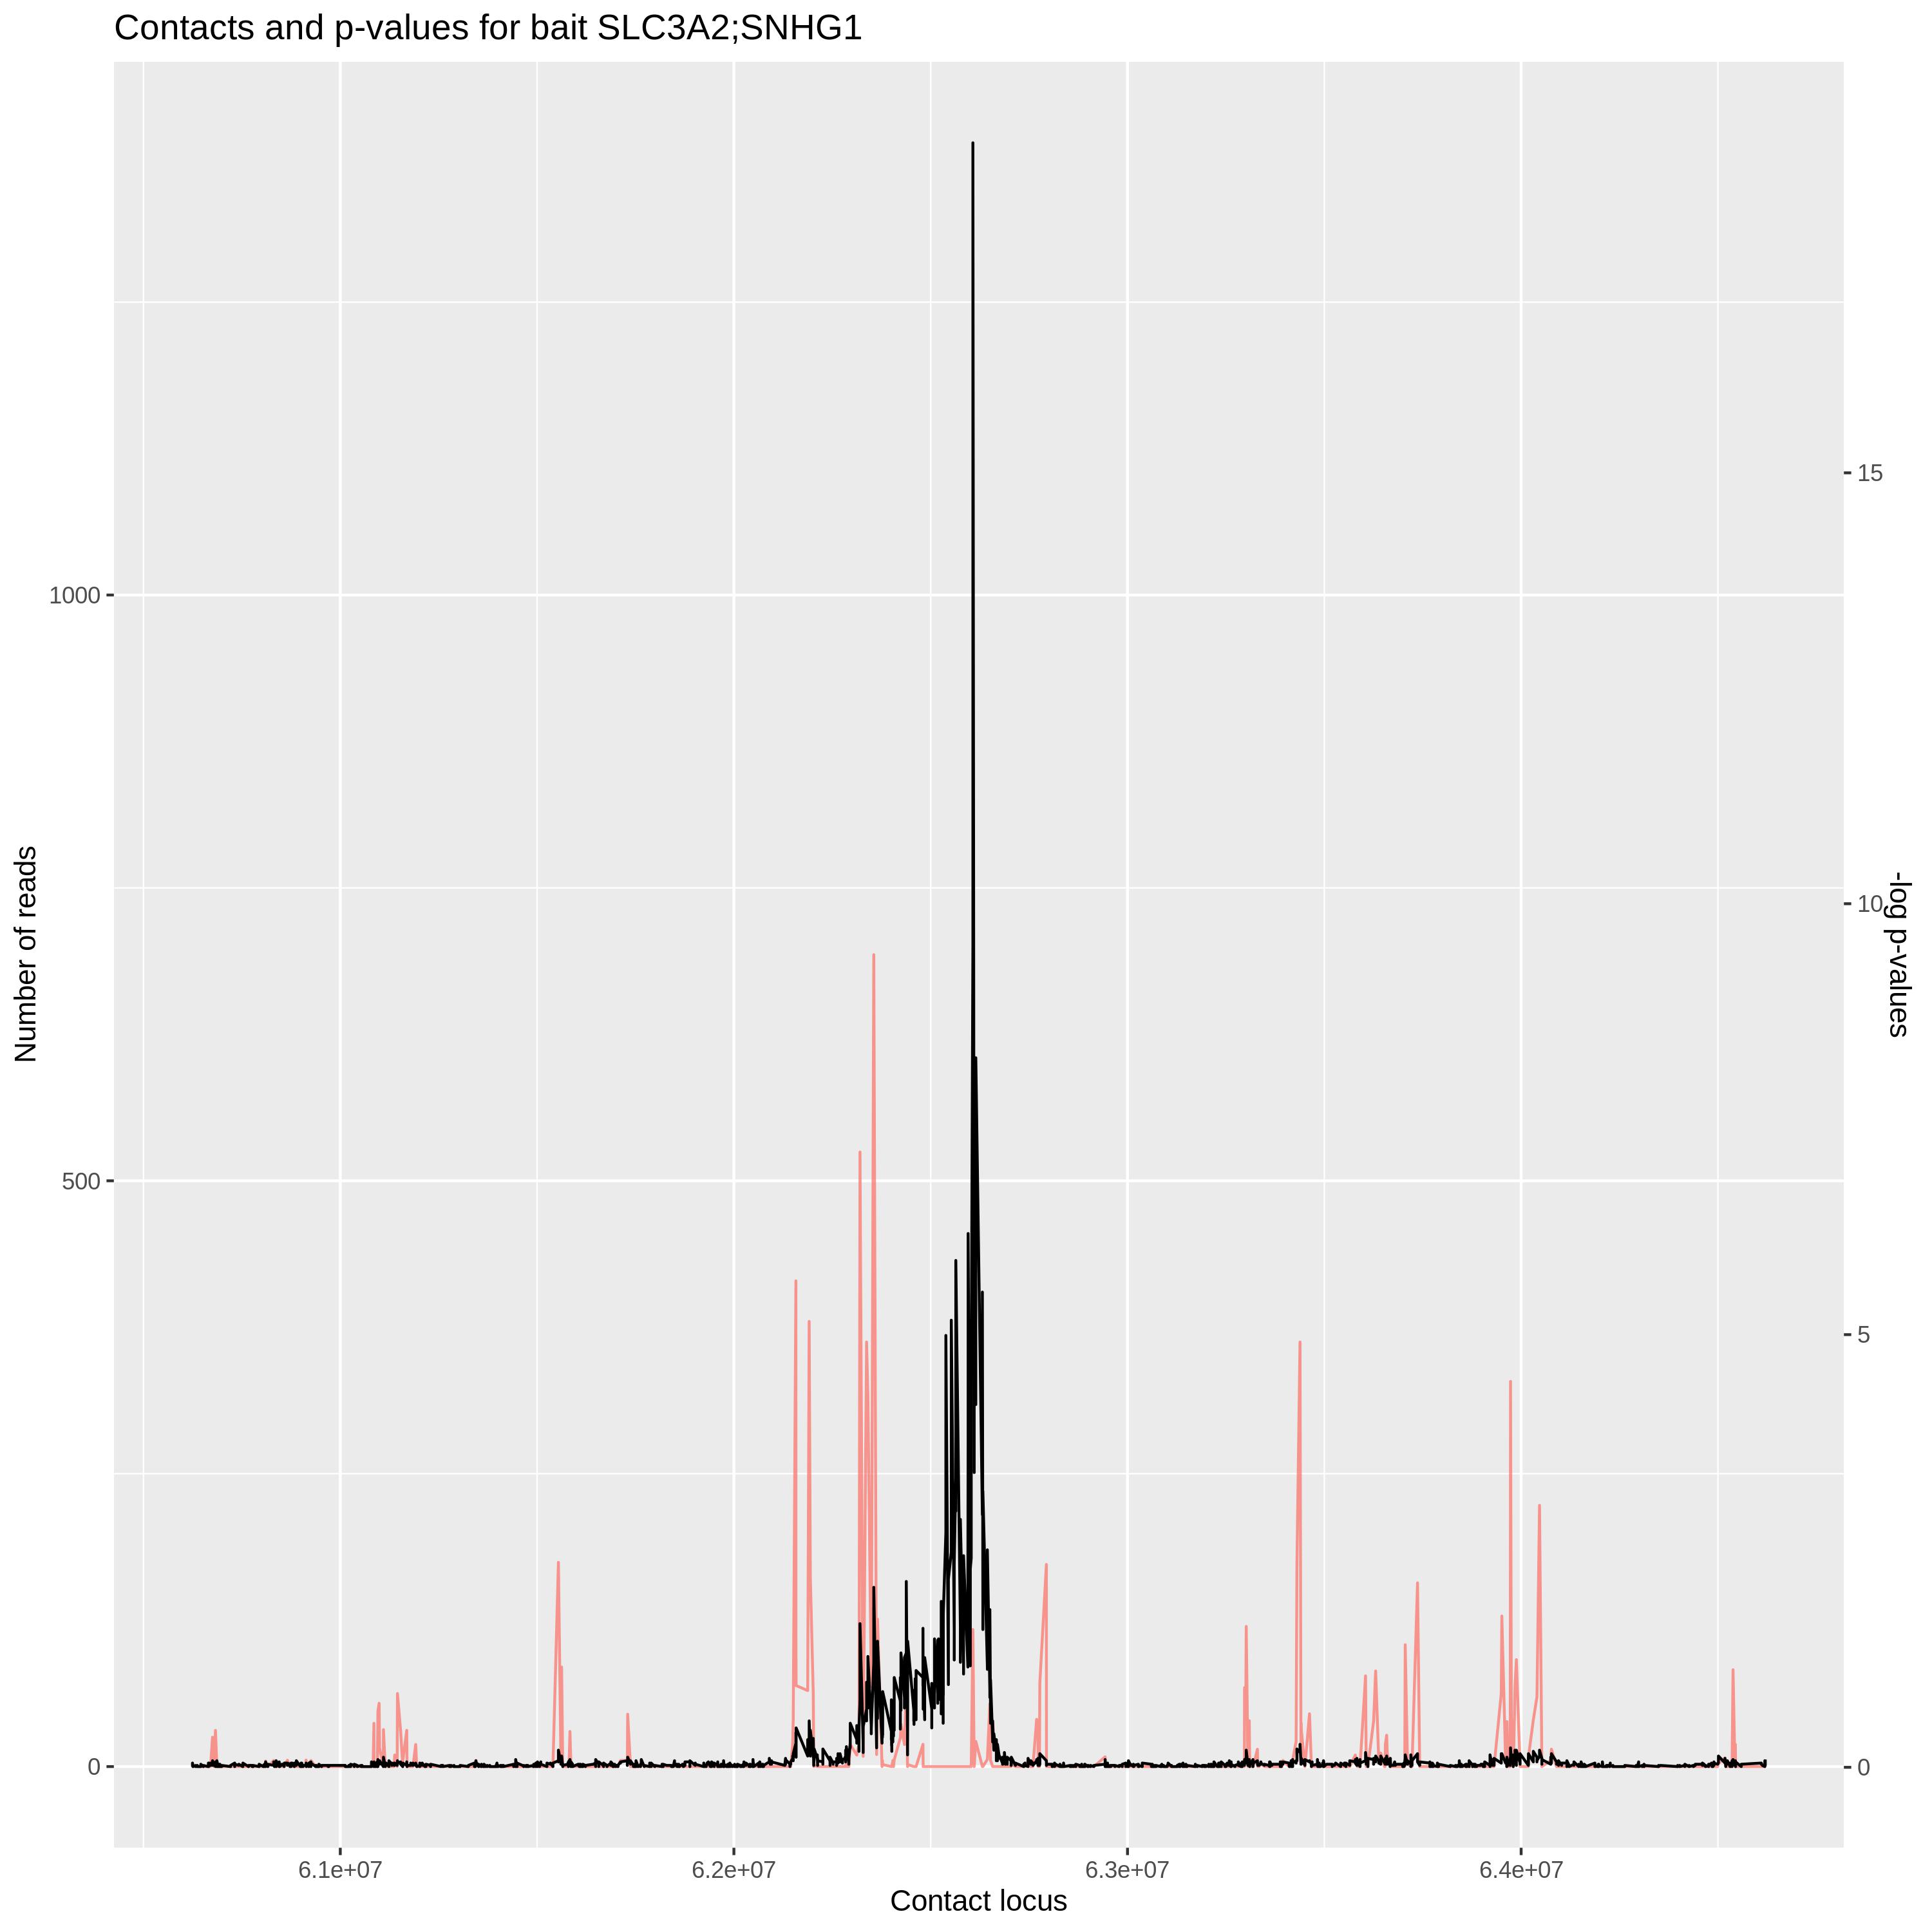 Contacts and p-values for bait SLC3A2;SNHG1
Number of reads
1000
500
0
15
10
5
0
-log p-values
6.1e+07
6.2e+07
6.3e+07
6.4e+07
Contact locus